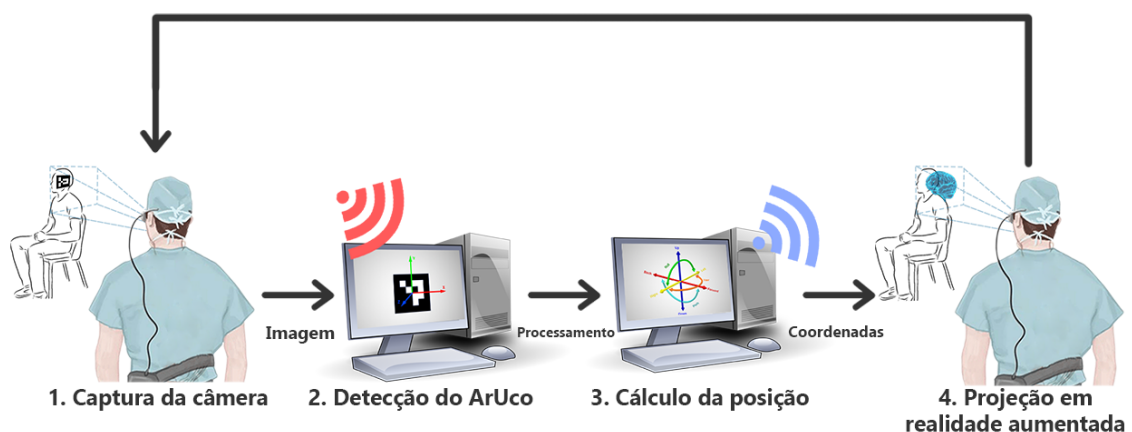 Imagem
Processamento
Coordenadas
1. Captura da câmera
2. Detecção do ArUco
3. Cálculo da posição
4. Projeção em
realidade aumentada